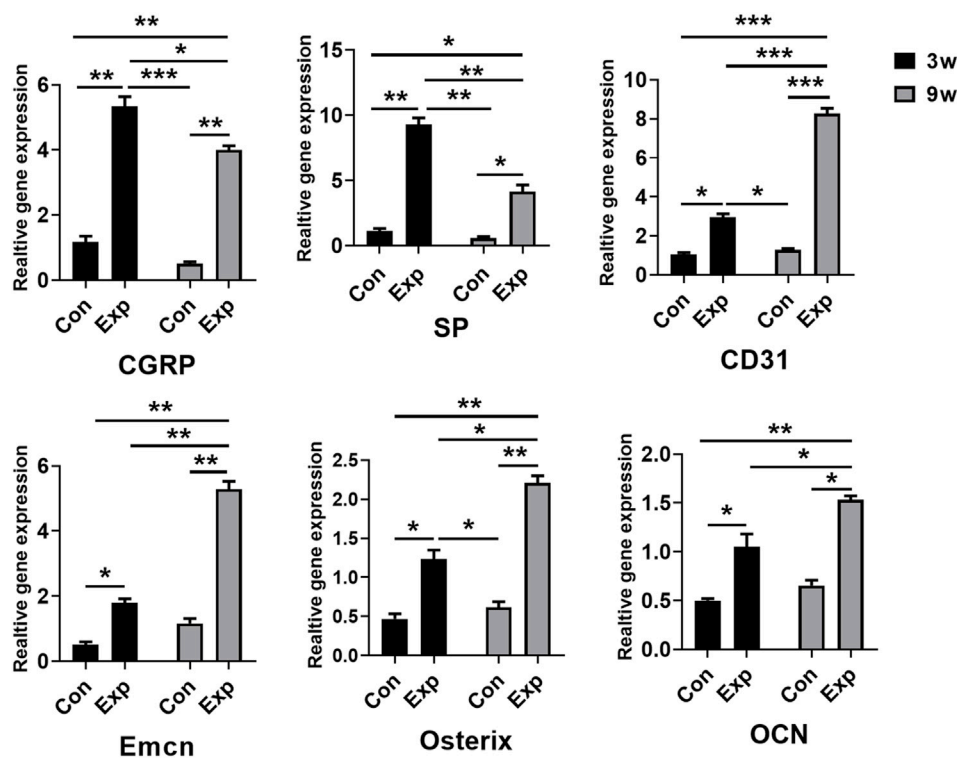 ** * ** *** **
Realtive gene expression
6 4 2 0
Con Exp Con Exp
CGRP
* ** ** ** *
Realtive gene expression
15 10 5 0
Con Exp Con Exp
SP
*** *** *** * *
Realtive gene expression
10 8 6 4 2 0
Con Exp Con Exp
CD31
3w
9w
** ** ** *
Realtive gene expression
6 4 2 0
Con Exp Con Exp
Emcn
** * ** * *
Realtive gene expression
2.5 2.0 1.5 1.0 0.5 0.0
Con Exp Con Exp
Osterix
** * * *
Realtive gene expression
2.0 1.5 1.0 0.5 0.0
Con Exp Con Exp
OCN